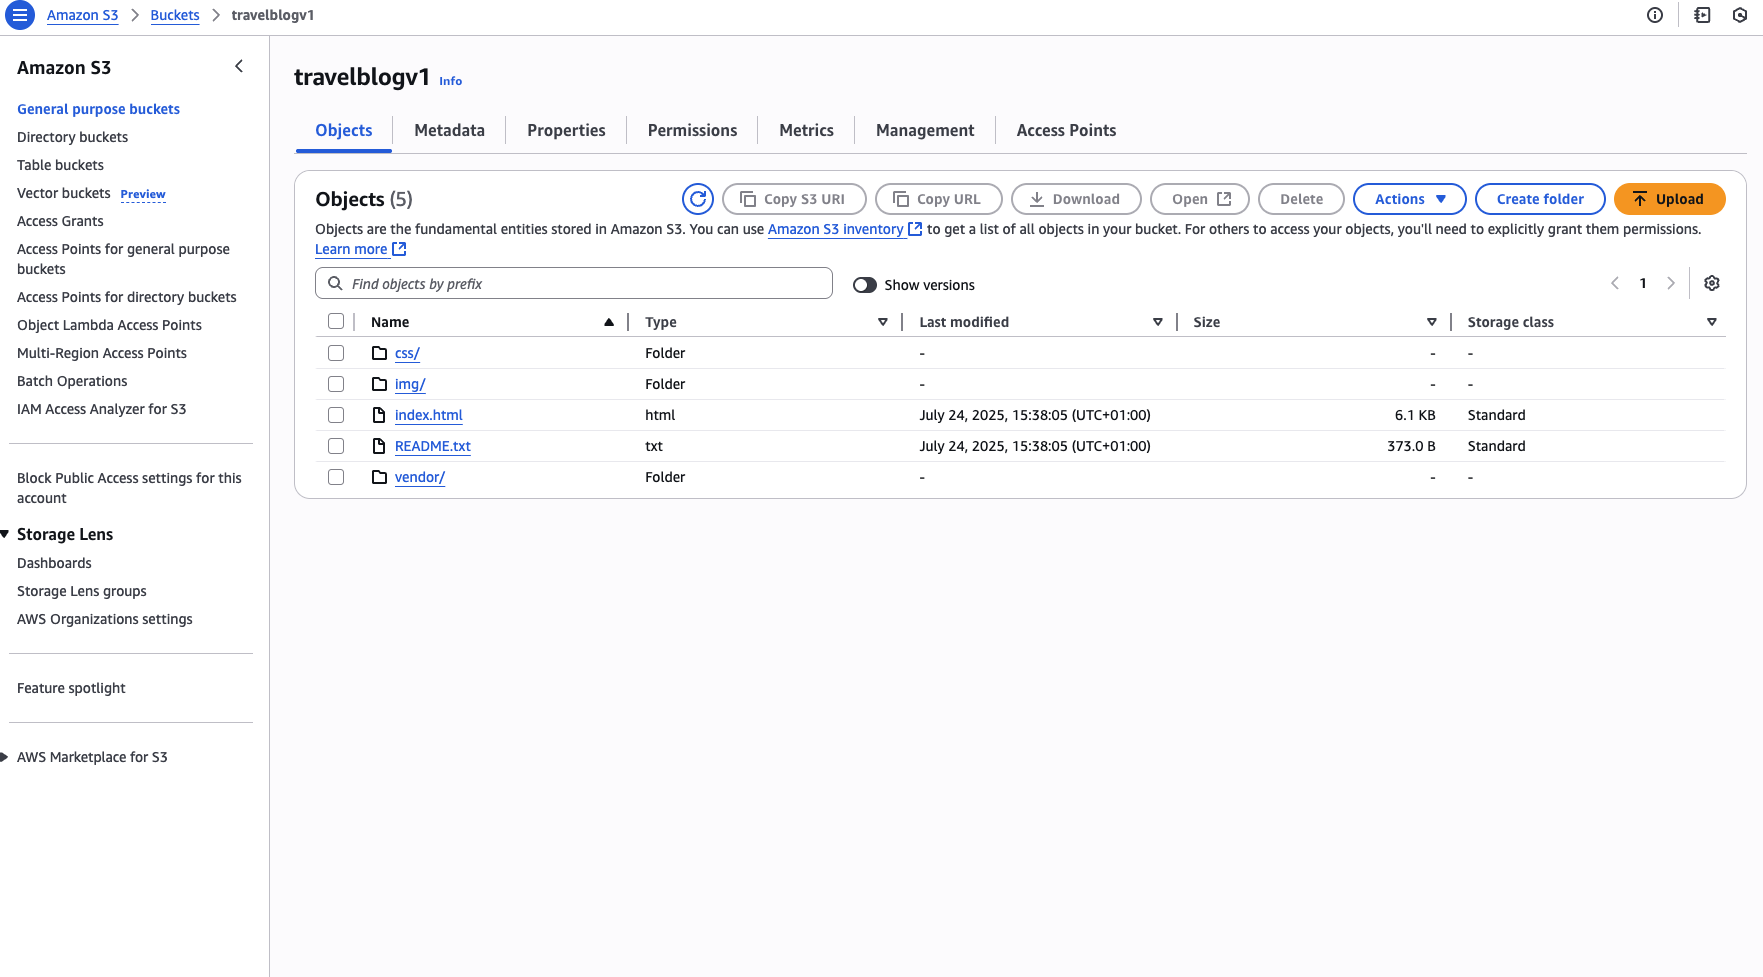 Amazon S3 > Buckets > travelblogv1
Amazon S3
General purpose buckets
Directory buckets
Table buckets
Vector buckets Preview
Access Grants
Access Points for general purpose
buckets
Access Points for directory buckets
Object Lambda Access Points
Multi-Region Access Points
Batch Operations
IAM Access Analyzer for S3
Block Public Access settings for this
account
Storage Lens
Dashboards
Storage Lens groups
AWS Organizations settings
Feature spotlight
AWS Marketplace for S3
travelblogv1 Info
Objects Metadata Properties Permissions Metrics Management Access Points
Objects (5) Copy S3 URI Copy URL Download Open Delete Actions Create folder Upload
Objects are the fundamental entities stored in Amazon S3. You can use Amazon S3 inventory to get a list of all objects in your bucket. For others to access your objects, you'll need to explicitly grant them permissions.
Learn more
Find objects by prefix Show versions 1
Name Type Last modified Size Storage class
css/ Folder - - -
img/ Folder - - -
index.html html July 24, 2025, 15:38:05 (UTC+01:00) 6.1 KB Standard
README.txt txt July 24, 2025, 15:38:05 (UTC+01:00) 373.0 B Standard
vendor/ Folder - - -